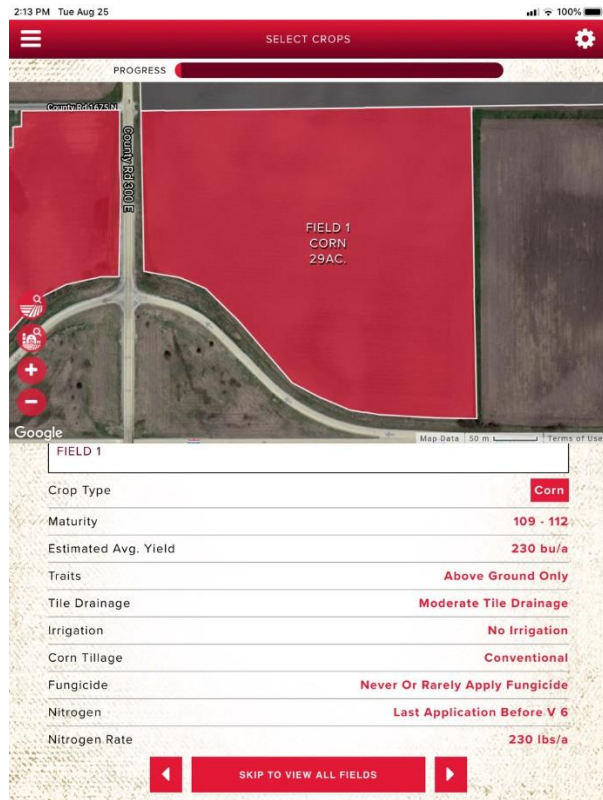 2:13 PM Tue Aug 25
100%
SELECT CROPS
PROGRESS
County Rd 1675 N
County Rd 300 E
FIELD 1
CORN
29AC.
Google
Map Data 50 m Terms of Use
FIELD 1
Crop Type Corn
Maturity 109 - 112
Estimated Avg. Yield 230 bu/a
Traits Above Ground Only
Tile Drainage Moderate Tile Drainage
Irrigation No Irrigation
Corn Tillage Conventional
Fungicide Never Or Rarely Apply Fungicide
Nitrogen Last Application Before V 6
Nitrogen Rate 230 lbs/a
SKIP TO VIEW ALL FIELDS